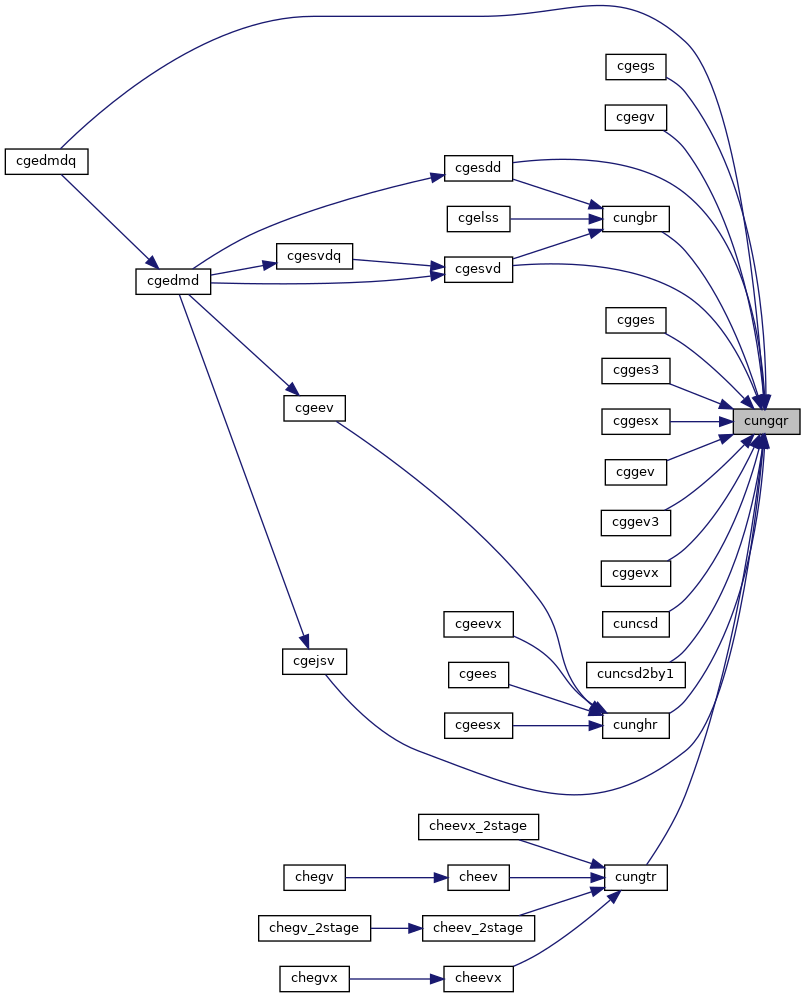 cgegs
cgegv
cgedmdq
cgesdd
cgelss
cungbr
cgesvdq
cgesvd
cgedmd
cgges
cgges3
cgeev
cggesx
cungqr
cggev
cggev3
cggevx
cgeevx
cuncsd
cgejsv
cgees
cuncsd2by1
cgeesx
cunghr
cheevx_2stage
chegv
cheev
cungtr
chegv_2stage
cheev_2stage
chegvx
cheevx